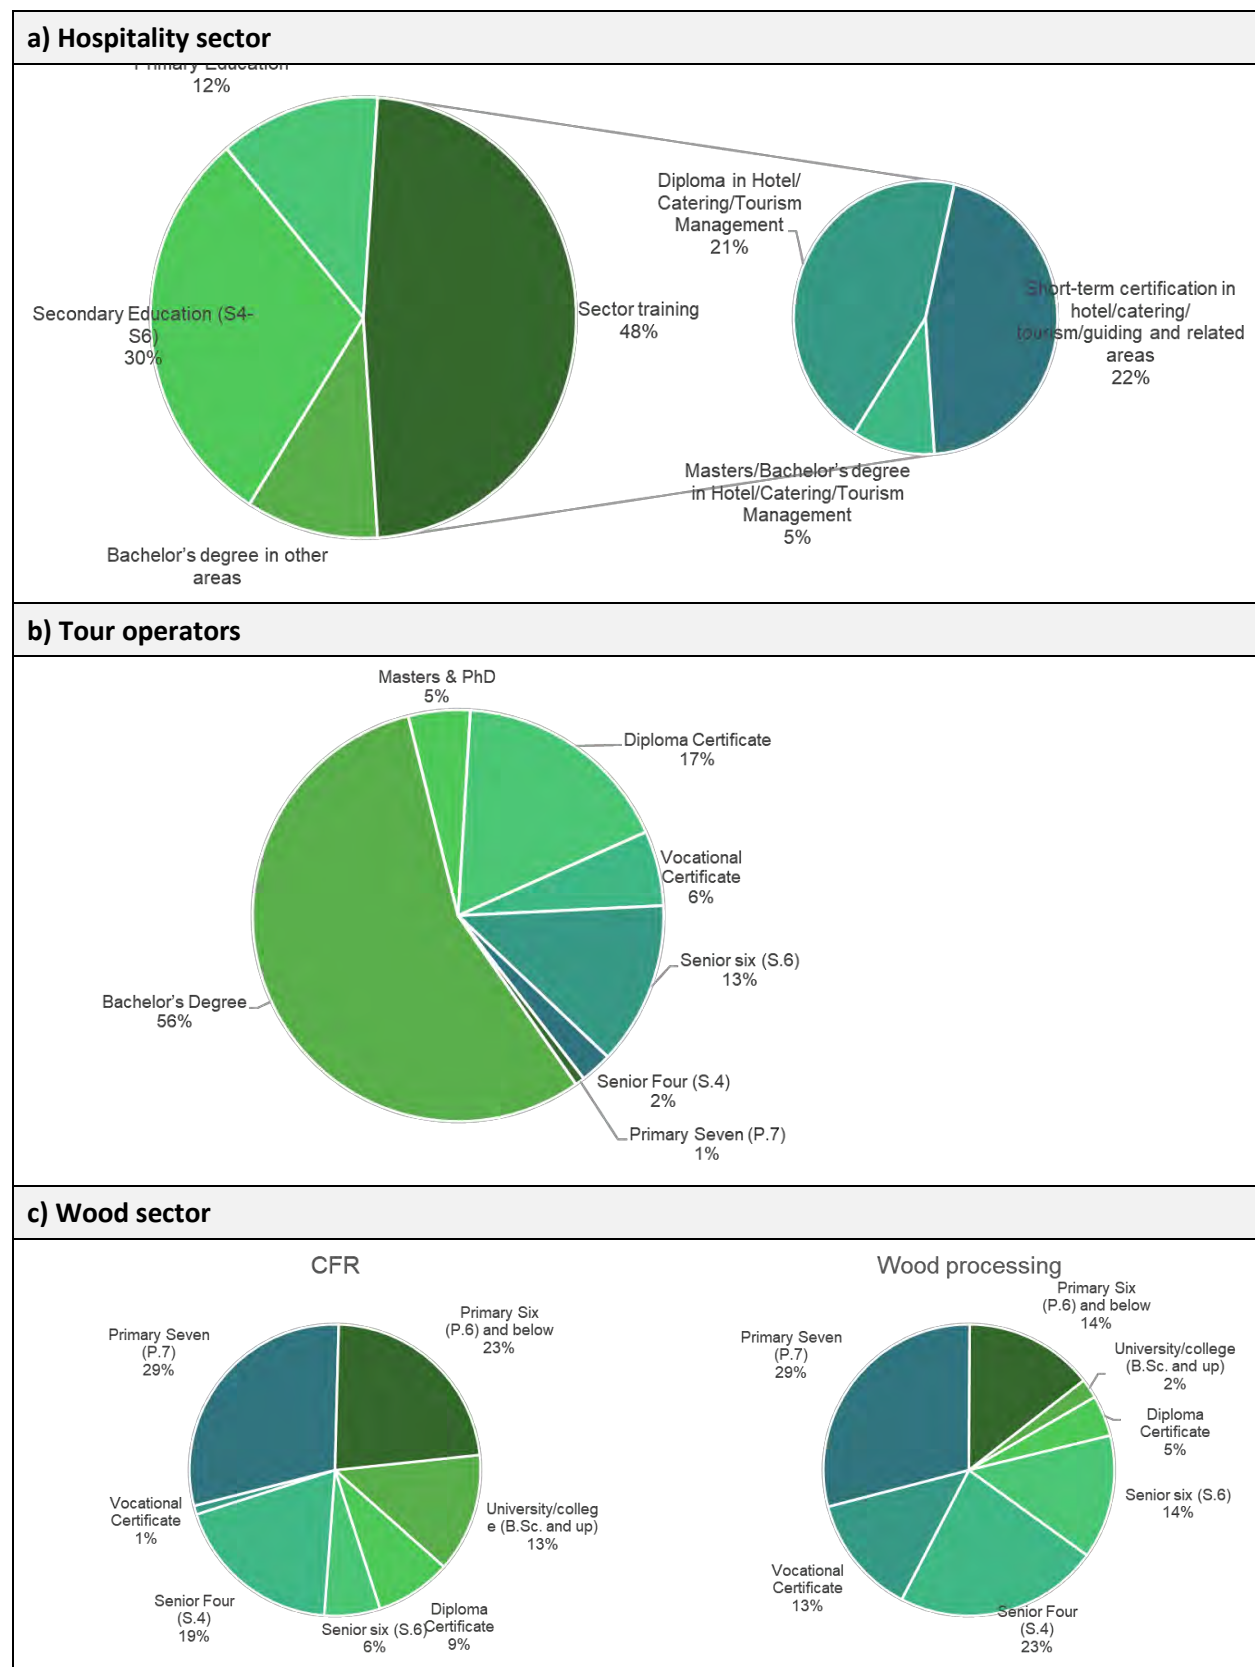 a) Hospitality sector
Primary Education
12%
Diploma in Hotel/
Catering/Tourism
Management
21%
Secondary Education (S4-
S6)
30%
Sector training
48%
Short-term certification in
hotel/catering/
tourism/guiding and related
areas
22%
Masters/Bachelor's degree
in Hotel/Catering/Tourism
Management
5%
Bachelor's degree in other
areas
b) Tour operators
Masters & PhD
5%
Diploma Certificate
17%
Vocational
Certificate
6%
Senior six (S.6)
13%
Bachelor's Degree
56%
Senior Four (S.4)
2%
Primary Seven (P.7)
1%
c) Wood sector
CFR
Primary Six
(P.6) and below
23%
Primary Seven
(P.7)
29%
Vocational
Certificate
1%
University/colleg
e (B.Sc. and up)
13%
Senior Four
(S.4)
19%
Senior six (S.6)
6%
Diploma
Certificate
9%
Wood processing
Primary Six
(P.6) and below
14%
Primary Seven
(P.7)
29%
University/college
(B.Sc. and up)
2%
Diploma
Certificate
5%
Senior six (S.6)
14%
Vocational
Certificate
13%
Senior Four
(S.4)
23%